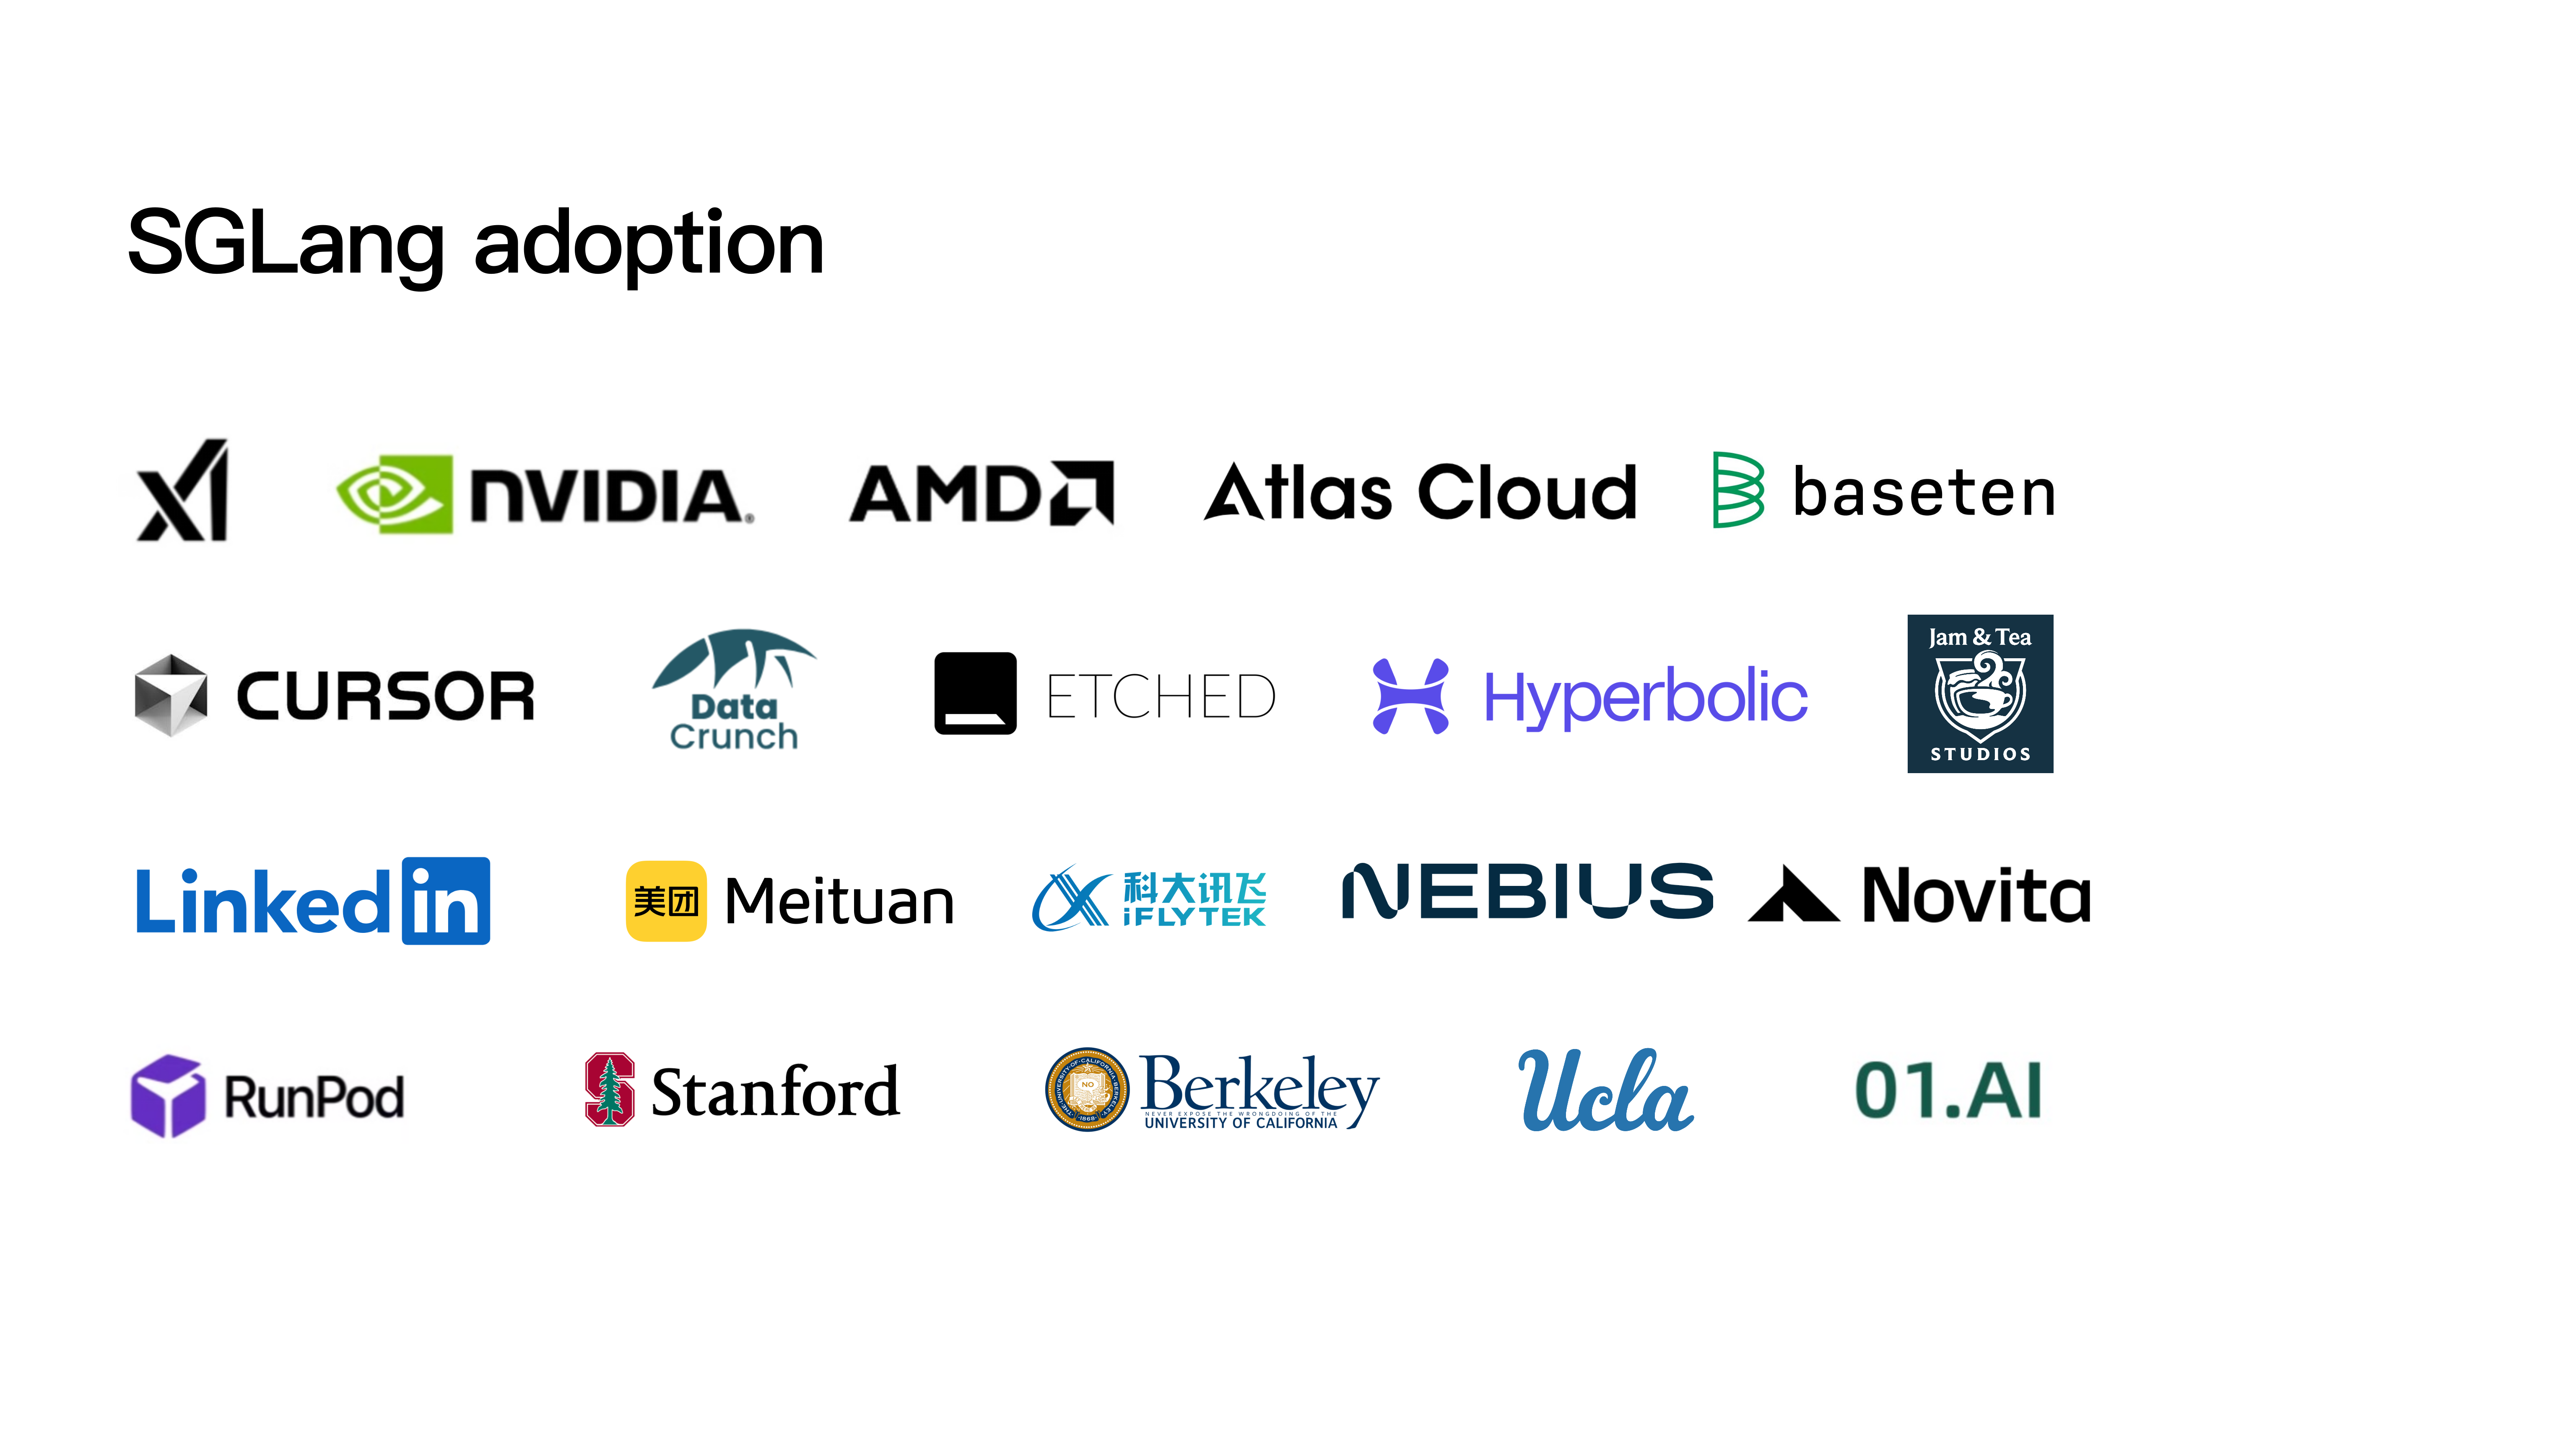 SGLang adoption
xI
NVIDIA®
AMD
Atlas Cloud
baseten
CURSOR
Data
Crunch
ETCHED
Hyperbolic
Jam & Tea
STUDIOS
Linkedin
美团 Meituan
科大讯飞
iFLYTEK
NEBIUS
Novita
RunPod
S Stanford
Berkeley
NEVER EXPOSE THE WRONGDOING OF THE
UNIVERSITY OF CALIFORNIA
Ucla
01.AI